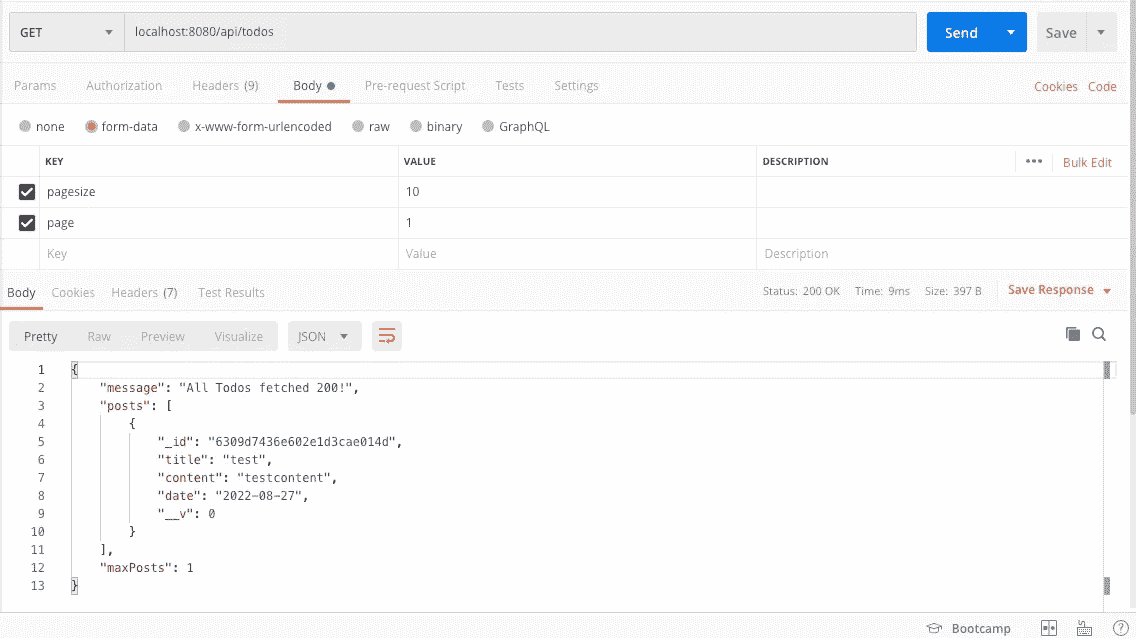 GET localhost:8080/api/todos Send Save
Params Authorization Headers (9) Body Pre-request Script Tests Settings Cookies Code
none form-data x-www-form-urlencoded raw binary GraphQL
KEY VALUE DESCRIPTION ••• Bulk Edit
pagesize 10
page 1
Key Value Description
Body Cookies Headers (7) Test Results Status: 200 OK Time: 9ms Size: 397 B Save Response
Pretty Raw Preview Visualize JSON
1 {
2 "message": "All Todos fetched 200!",
3 "posts": [
4 {
5 "_id": "6309d7436e602e1d3cae014d",
6 "title": "test",
7 "content": "testcontent",
8 "date": "2022-08-27",
9 "__v": 0
10 }
11 ],
12 "maxPosts": 1
13 }
Bootcamp ?